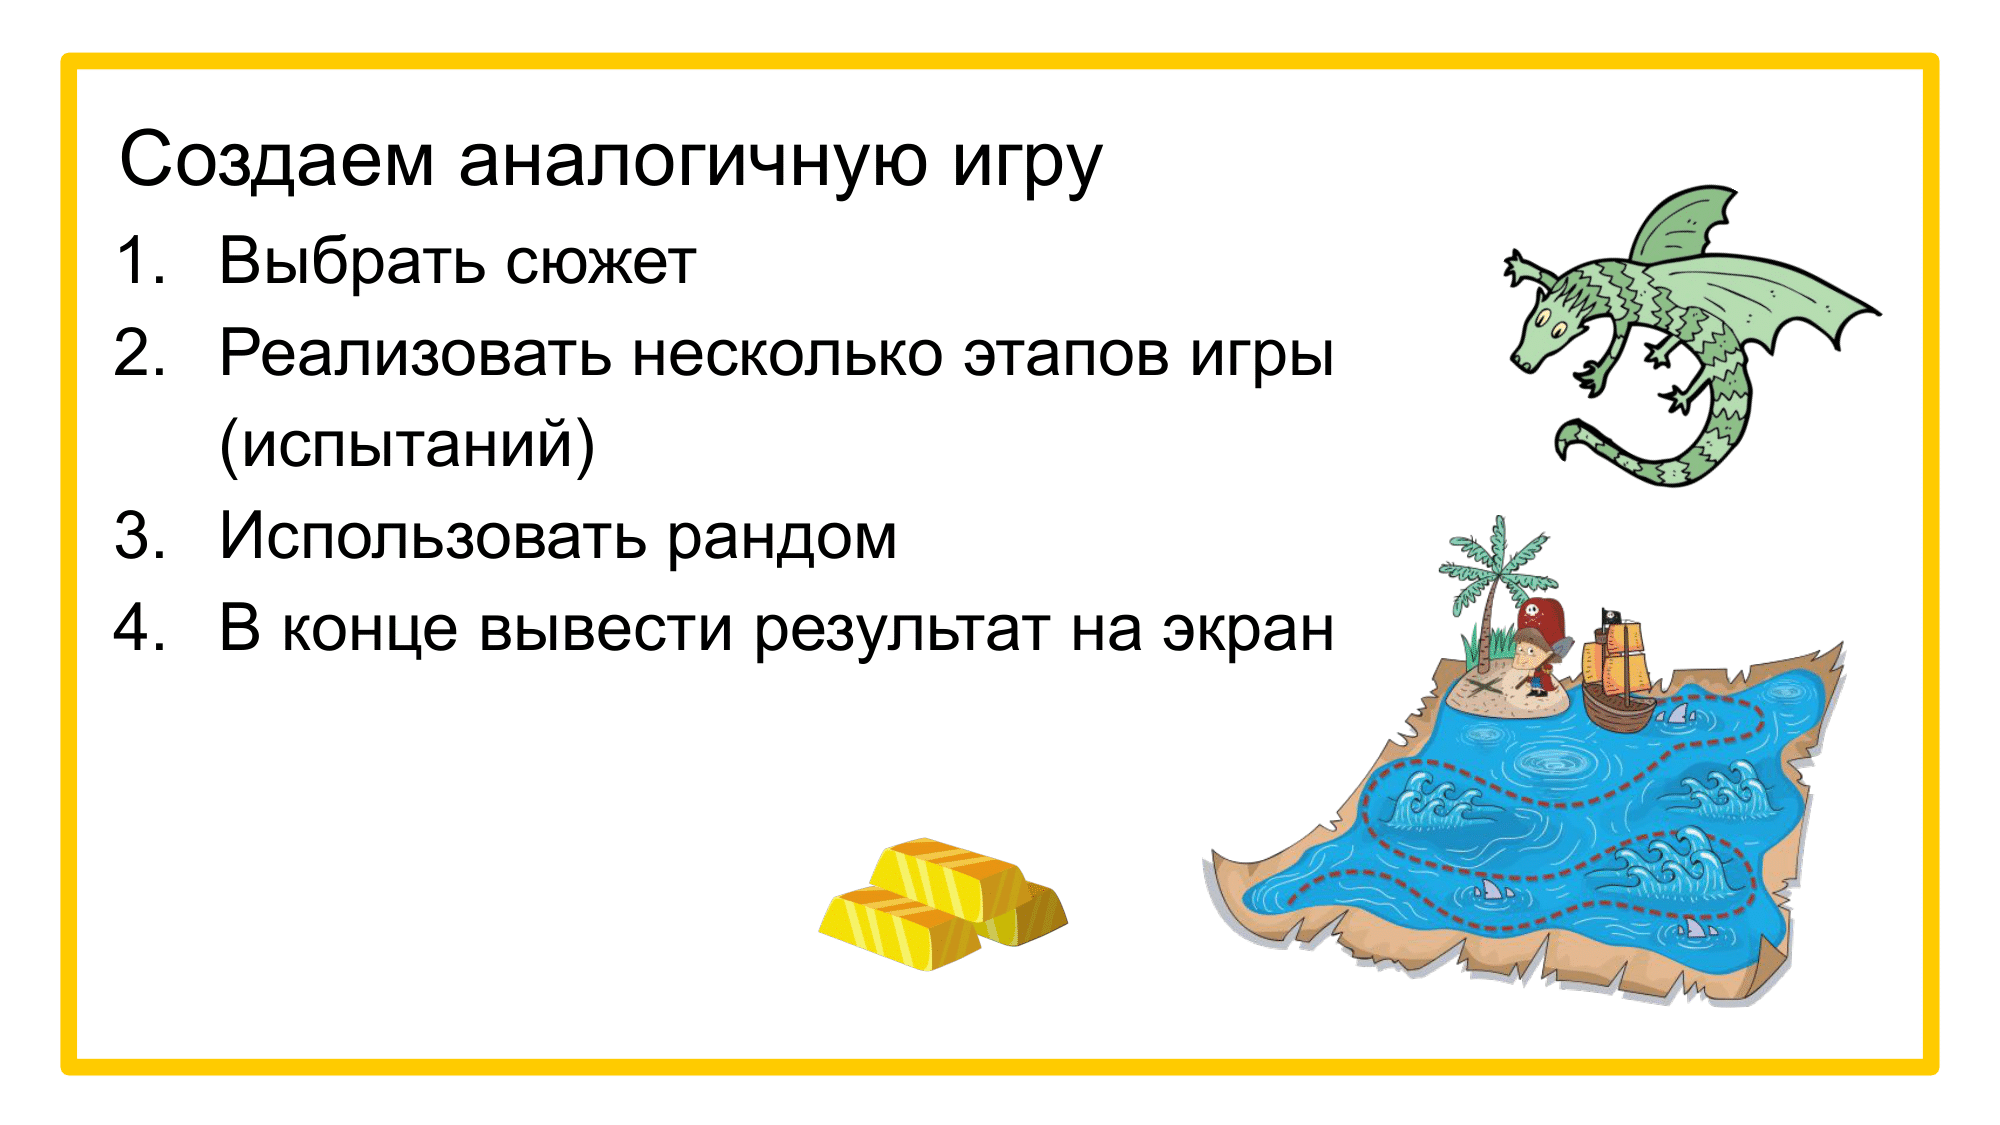 Создаем аналогичную игру
1. Выбрать сюжет
2. Реализовать несколько этапов игры
(испытаний)
3. Использовать рандом
4. В конце вывести результат на экран